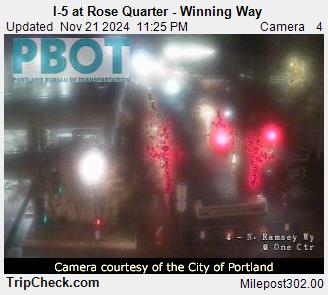 I-5 at Rose Quarter - Winning Way
Updated Nov 21 2024 11:25 PM Camera 4
PBOT
PORTLAND BUREAU OF TRANSPORTATION
4 - N. Ramsey Wy
@ One Ctr
Camera courtesy of the City of Portland
TripCheck.com Milepost302.00